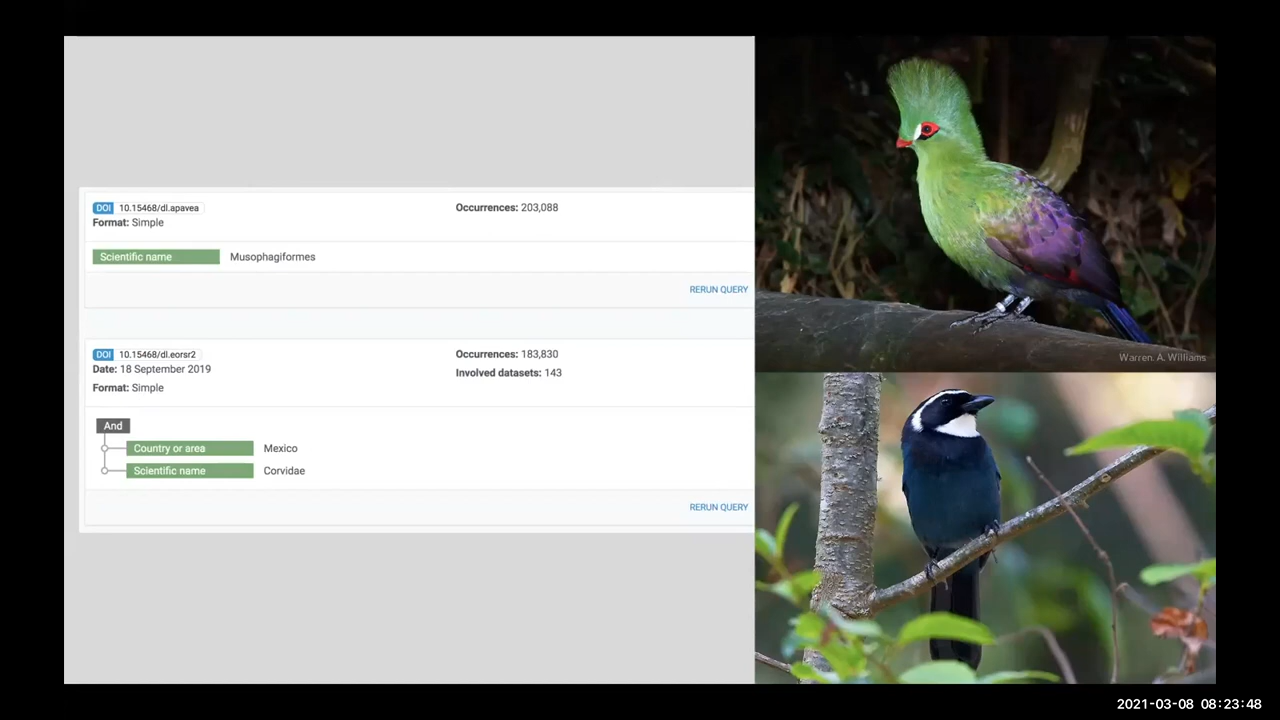 DOI 10.15468/dl.apavea Occurrences: 203,088
Format: Simple
Scientific name Musophagiformes
RERUN QUERY
DOI 10.15468/dl.eorsr2 Occurrences: 183,830
Date: 18 September 2019 Involved datasets: 143
Format: Simple
And
Country or area Mexico
Scientific name Corvidae
RERUN QUERY
Warren. A. Williams
2021-03-08 08:23:48